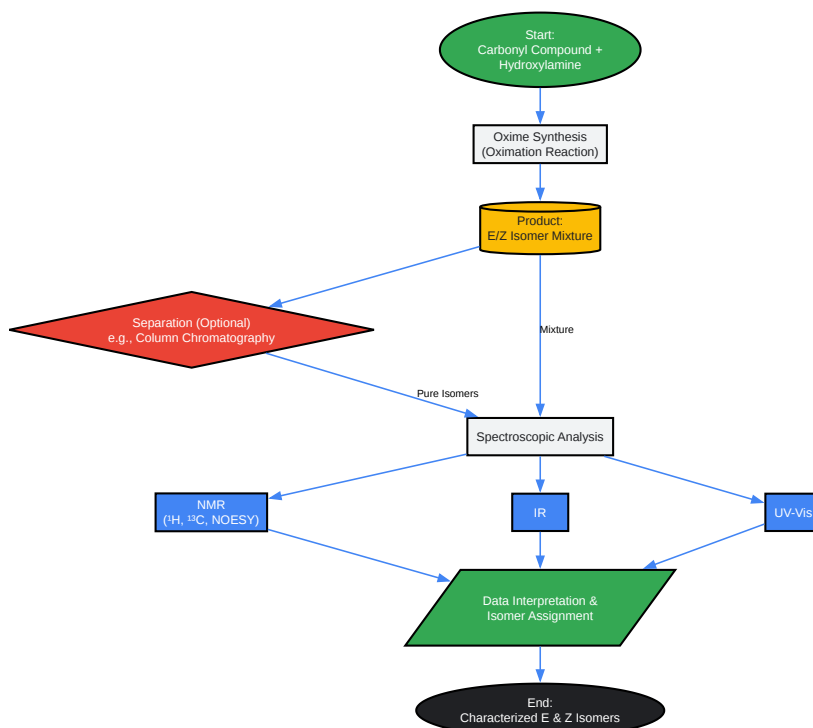 Start:
Carbonyl Compound +
Hydroxylamine
Oxime Synthesis
(Oximation Reaction)
Product:
E/Z Isomer Mixture
Separation (Optional)
e.g., Column Chromatography
Mixture
Pure Isomers
Spectroscopic Analysis
NMR
(¹H, ¹³C, NOESY)
IR
UV-Vis
Data Interpretation &
Isomer Assignment
End:
Characterized E & Z Isomers